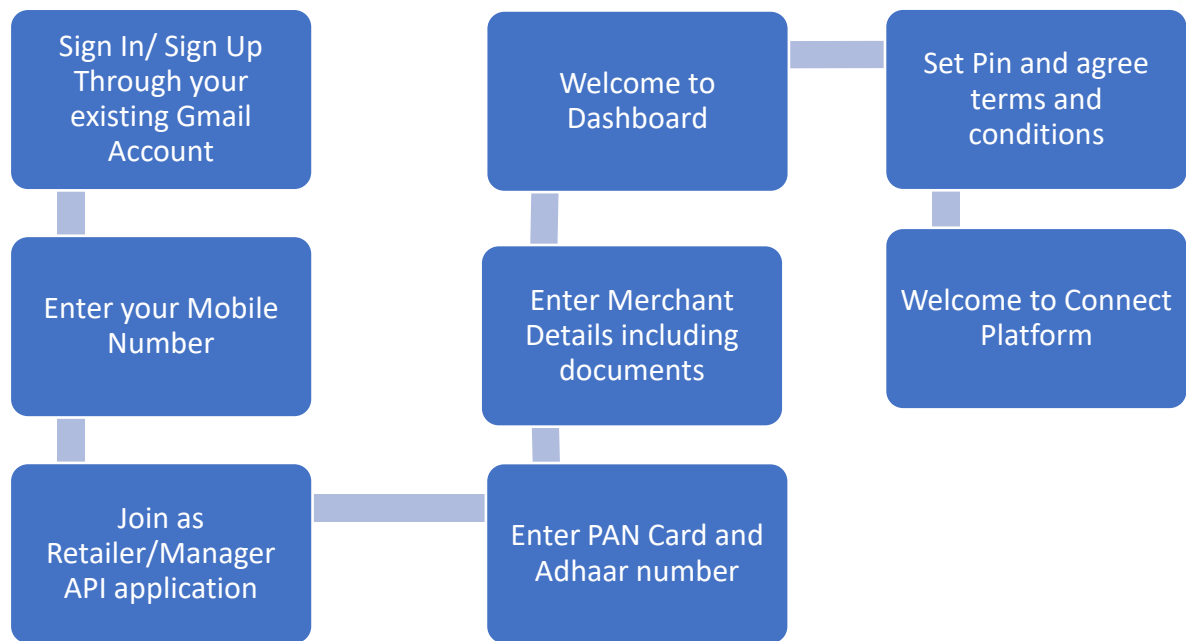 Sign In/ Sign Up
Through your
existing Gmail
Account
Enter your Mobile
Number
Join as
Retailer/Manager
API application
Enter PAN Card and
Adhaar number
Enter Merchant
Details including
documents
Welcome to
Dashboard
Set Pin and agree
terms and
conditions
Welcome to Connect
Platform